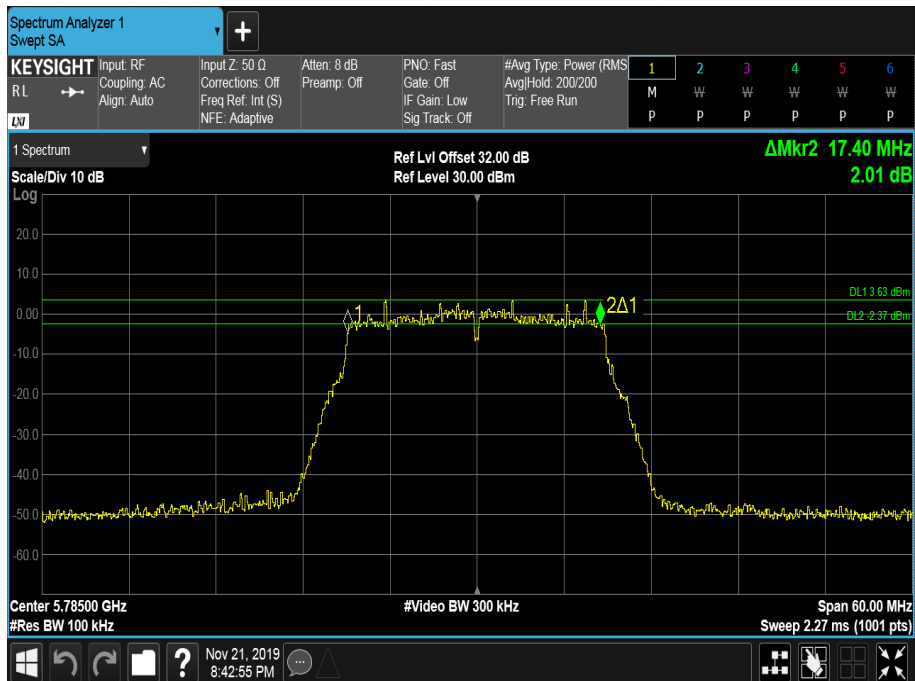 Spectrum Analyzer 1
Swept SA
+
KEYSIGHT
RL
LXI
Input: RF
Coupling: AC
Align: Auto
Input Z: 50 Ω
Corrections: Off
Freq Ref: Int (S)
NFE: Adaptive
Atten: 8 dB
Preamp: Off
PNO: Fast
Gate: Off
IF Gain: Low
Sig Track: Off
#Avg Type: Power (RMS
Avg|Hold: 200/200
Trig: Free Run
1 2 3 4 5 6
M W W W W W
P P P P P P
1 Spectrum
Scale/Div 10 dB
Ref Lvl Offset 32.00 dB
Ref Level 30.00 dBm
ΔMkr2 17.40 MHz
2.01 dB
Log
20.0
10.0
0.00
-10.0
-20.0
-30.0
-40.0
-50.0
-60.0
DL1 3.63 dBm
DL2 -2.37 dBm
1
2Δ1
Center 5.78500 GHz
#Res BW 100 kHz
#Video BW 300 kHz
Span 60.00 MHz
Sweep 2.27 ms (1001 pts)
?
Nov 21, 2019
8:42:55 PM